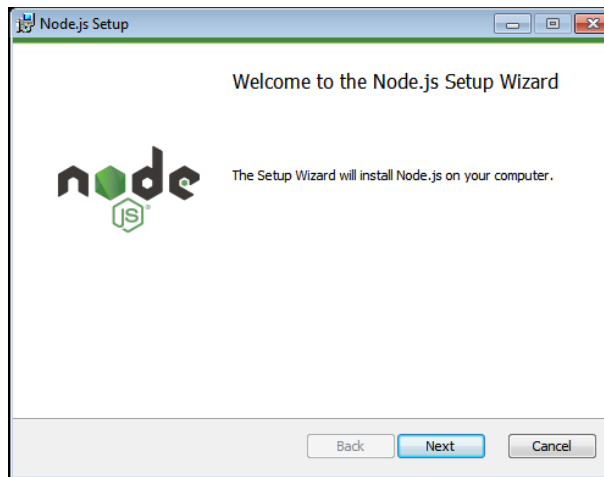 Node.js Setup
Welcome to the Node.js Setup Wizard
node
JS
The Setup Wizard will install Node.js on your computer.
Back Next Cancel